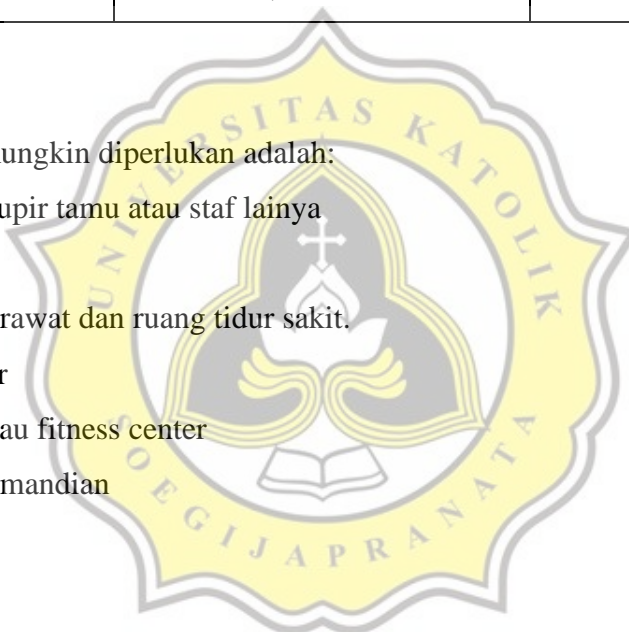 ungkin diperlukan adalah:
upir tamu atau staf lainya
rawat dan ruang tidur sakit.
r
au fitness center
mandian
UNIVERSITAS KATOLIK
SOEGIJAPRANATA